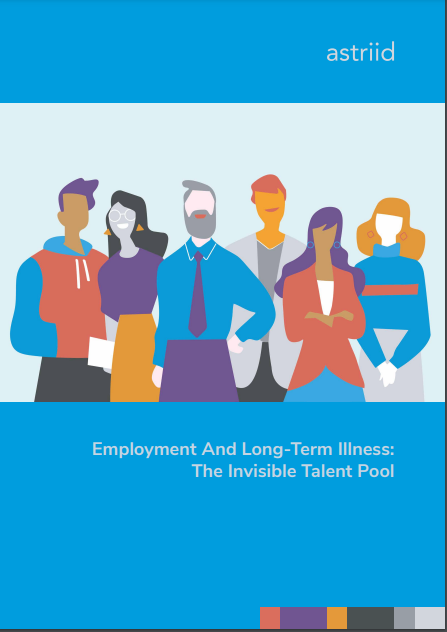 astriid
Employment And Long-Term Illness:
The Invisible Talent Pool